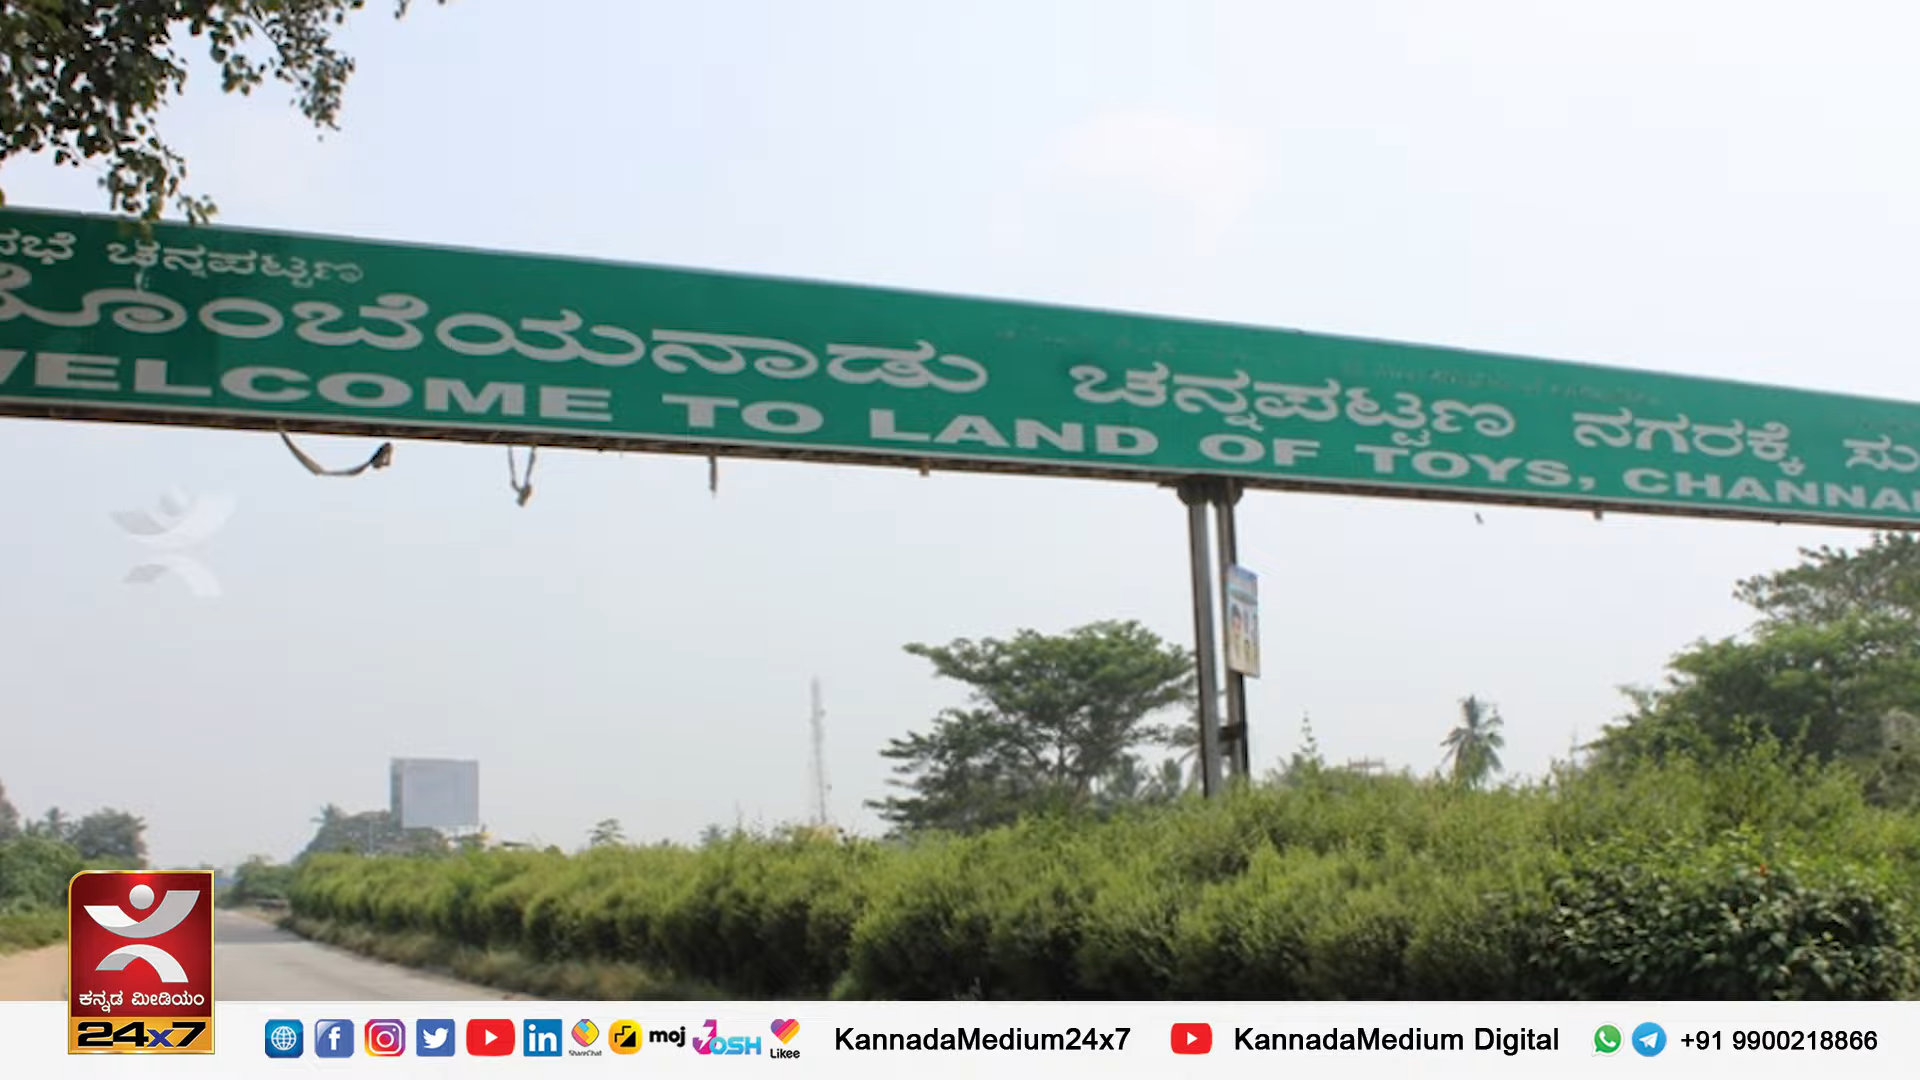 ಚನ್ನಪಟ್ಟಣ
ಬೊಂಬೆಯನಾಡು ಚನ್ನಪಟ್ಟಣ ನಗರಕ್ಕೆ ಸು
WELCOME TO LAND OF TOYS, CHANNA
ಕನ್ನಡ ಮೀಡಿಯಂ
24x7
ShareChat
moj
JOSH
Likee
KannadaMedium24x7
KannadaMedium Digital
+91 9900218866